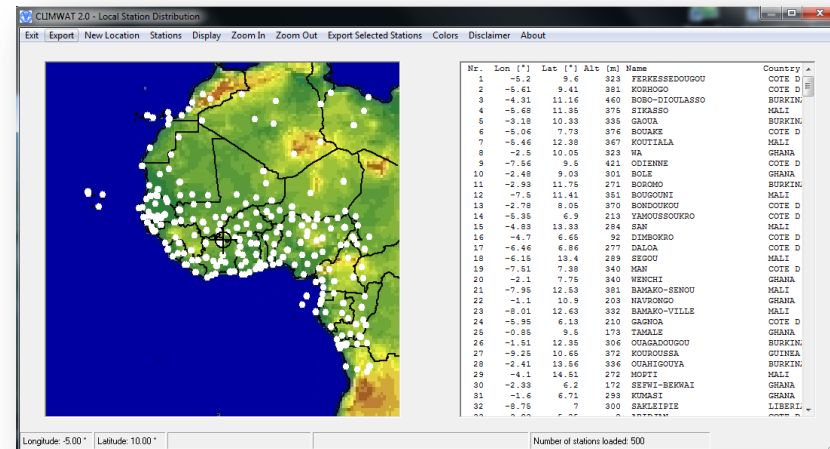 CLIMWAT 2.0 - Local Station Distribution
Exit Export New Location Stations Display Zoom In Zoom Out Export Selected Stations Colors Disclaimer About
Nr. Lon [°] Lat [°] Alt [m] Name Country
1 -5.2 9.6 323 FERKESSEDOUGOU COTE D
2 -5.61 9.41 381 KORHOGO COTE D
3 -4.31 11.16 460 BOBO-DIOULASSO BURKINA
4 -5.68 11.35 375 SIKASSO MALI
5 -3.18 10.33 335 GAOUA BURKINA
6 -5.06 7.73 376 BOUAKE COTE D
7 -5.46 12.38 367 KOUTIALA MALI
8 -2.5 10.05 323 WA GHANA
9 -7.56 9.5 421 ODIENNE COTE D
10 -2.48 9.03 301 BOLE GHANA
11 -2.93 11.75 271 BOROMO BURKINA
12 -7.5 11.41 351 BOUGOUNI MALI
13 -2.78 8.05 370 BONDOUKOU COTE D
14 -5.35 6.9 213 YAMOUSSOUKRO COTE D
15 -4.83 13.33 284 SAN MALI
16 -4.7 6.65 92 DIMBOKRO COTE D
17 -6.46 6.86 277 DALOA COTE D
18 -6.15 13.4 289 SEGOU MALI
19 -7.51 7.38 340 MAN COTE D
20 -2.1 7.75 340 WENCHI GHANA
21 -7.95 12.53 381 BAMAKO-SENOU MALI
22 -1.1 10.9 203 NAVRONGO GHANA
23 -8.01 12.63 332 BAMAKO-VILLE MALI
24 -5.95 6.13 210 GAGNOA COTE D
25 -0.85 9.5 173 TAMALE GHANA
26 -1.51 12.35 306 OUAGADOUGOU BURKINA
27 -9.25 10.65 372 KOUROUSSA GUINEA
28 -2.41 13.56 336 OUAHIGOUYA BURKINA
29 -4.1 14.51 272 MOPTI MALI
30 -2.33 6.2 172 SEFWI-BEKWAI GHANA
31 -1.6 6.71 293 KUMASI GHANA
32 -8.75 7 300 SAKLEIPIE LIBERI
Longitude: -5.00 ° Latitude: 10.00 ° Number of stations loaded: 500